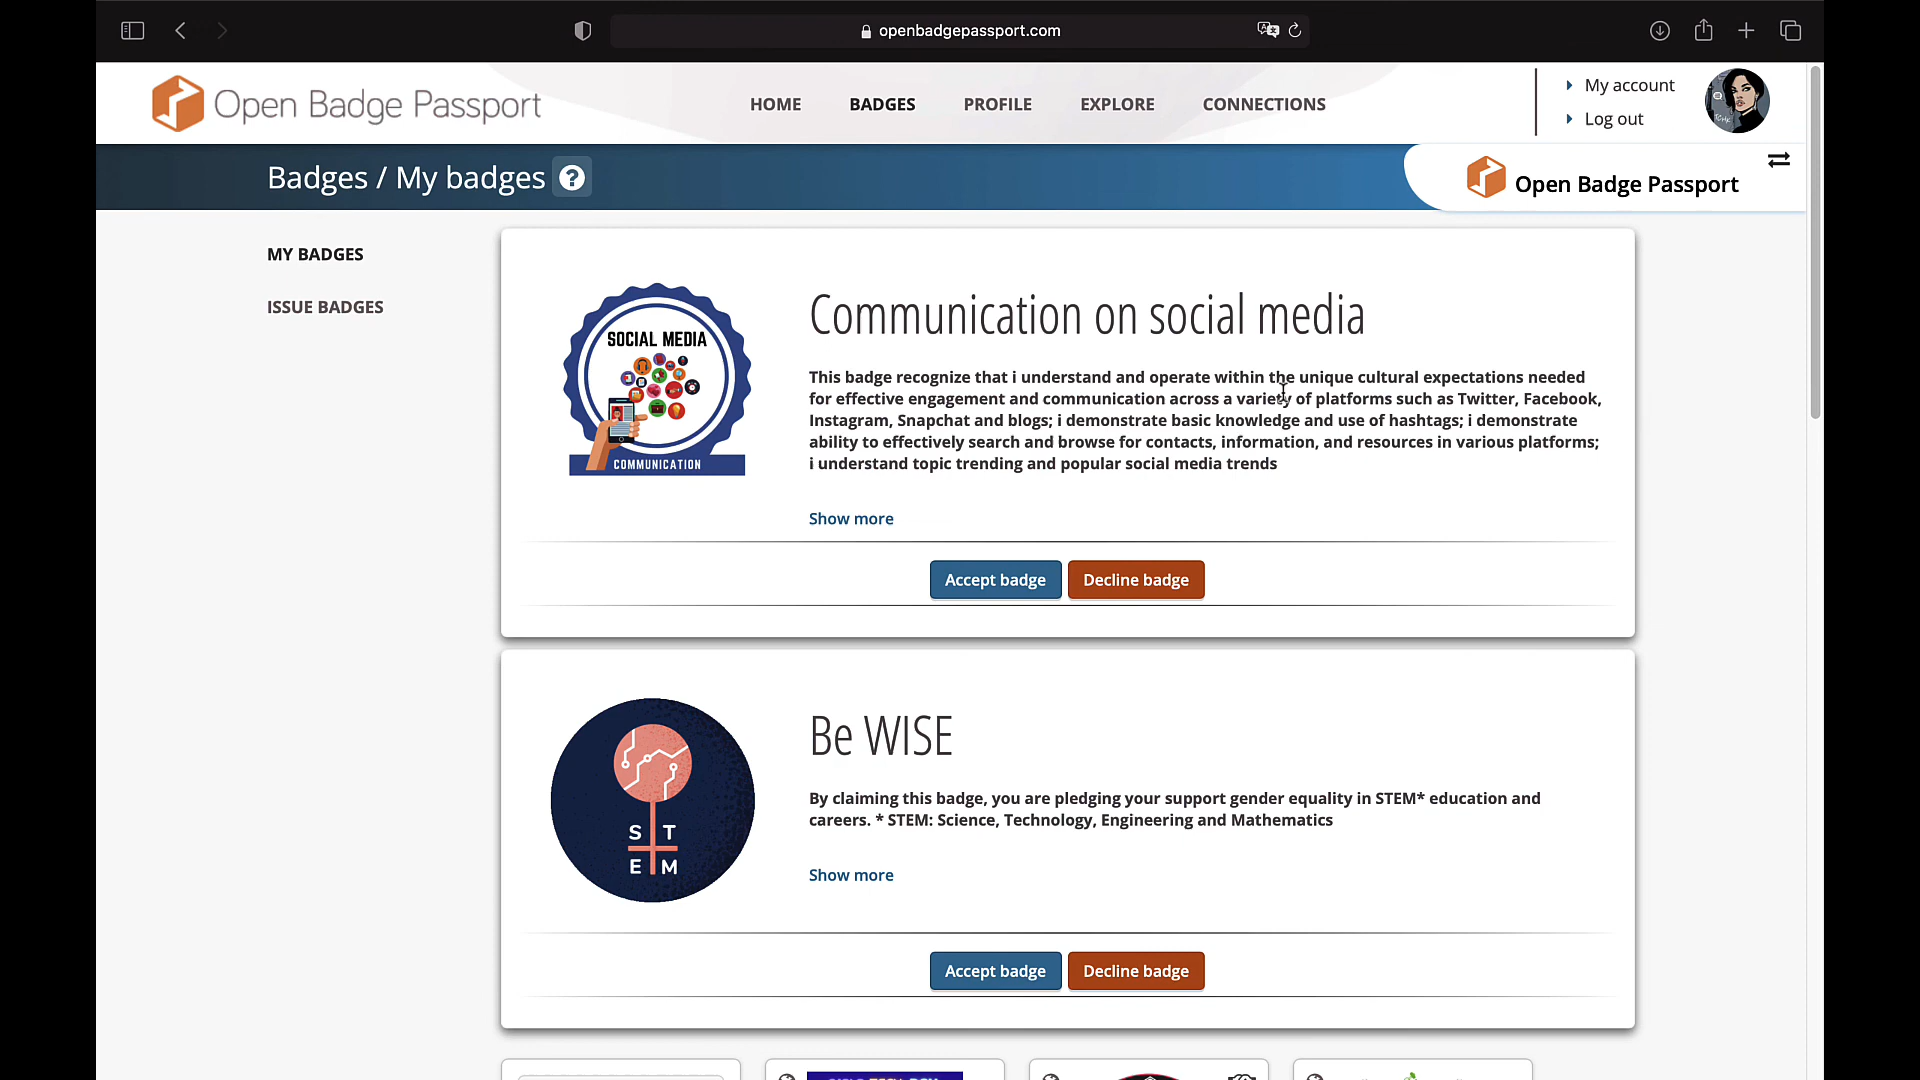 openbadgepassport.com
Open Badge Passport
HOME
BADGES
PROFILE
EXPLORE
CONNECTIONS
My account
Log out
Badges / My badges
Open Badge Passport
MY BADGES
ISSUE BADGES
SOCIAL MEDIA
COMMUNICATION
Communication on social media
This badge recognize that i understand and operate within the unique cultural expectations needed
for effective engagement and communication across a variety of platforms such as Twitter, Facebook,
Instagram, Snapchat and blogs; i demonstrate basic knowledge and use of hashtags; i demonstrate
ability to effectively search and browse for contacts, information, and resources in various platforms;
i understand topic trending and popular social media trends
Show more
Accept badge
Decline badge
S T
E M
Be WISE
By claiming this badge, you are pledging your support gender equality in STEM* education and
careers. * STEM: Science, Technology, Engineering and Mathematics
Show more
Accept badge
Decline badge